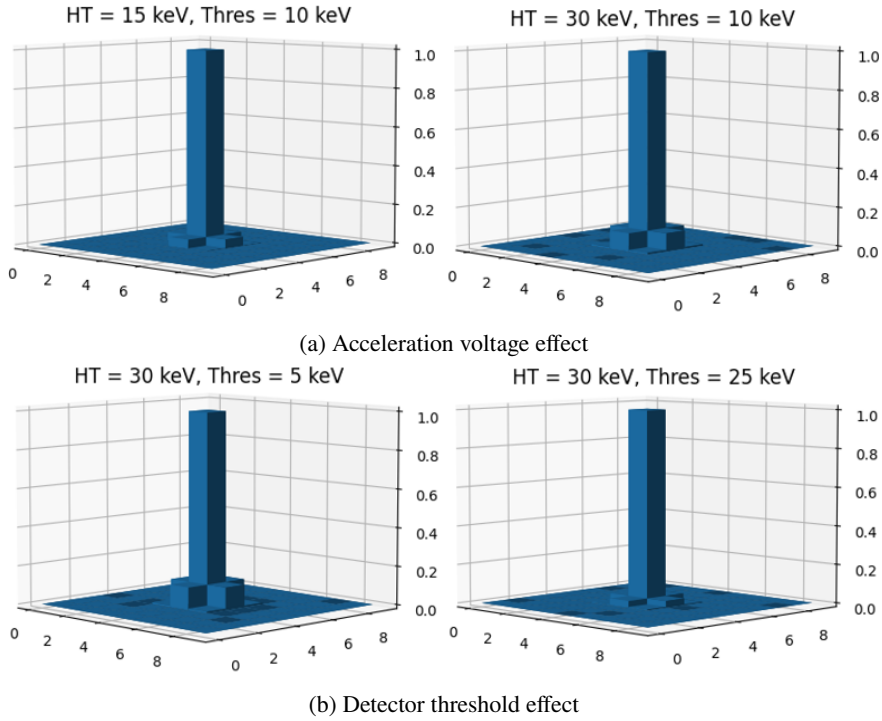 HT = 15 keV, Thres = 10 keV
1.0
0.8
0.6
0.4
0.2
0.0
0 2 4 6 8
0 2 4 6 8
HT = 30 keV, Thres = 10 keV
1.0
0.8
0.6
0.4
0.2
0.0
0 2 4 6 8
0 2 4 6 8
(a) Acceleration voltage effect
HT = 30 keV, Thres = 5 keV
1.0
0.8
0.6
0.4
0.2
0.0
0 2 4 6 8
0 2 4 6 8
HT = 30 keV, Thres = 25 keV
1.0
0.8
0.6
0.4
0.2
0.0
0 2 4 6 8
0 2 4 6 8
(b) Detector threshold effect